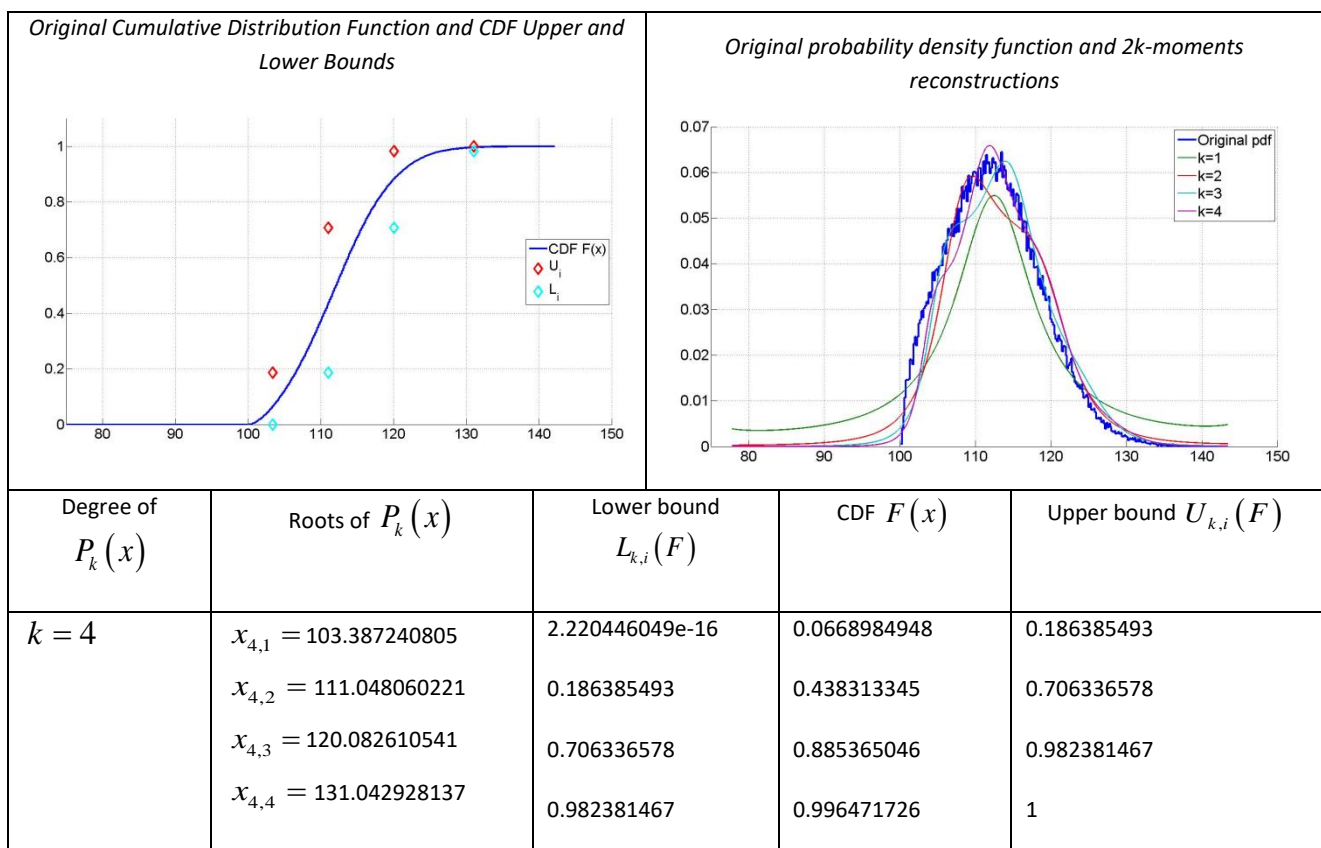 Original Cumulative Distribution Function and CDF Upper and
Lower Bounds
1
0.8
0.6
0.4
0.2
0
80 90 100 110 120 130 140 150
CDF F(x)
U_i
L_i
Original probability density function and 2k-moments
reconstructions
0.07
0.06
0.05
0.04
0.03
0.02
0.01
0
80 90 100 110 120 130 140 150
Original pdf
k=1
k=2
k=3
k=4
Degree of
P_k(x)
Roots of P_k(x)
Lower bound
L_{k,i}(F)
CDF F(x)
Upper bound U_{k,i}(F)
k = 4
x_{4,1} = 103.387240805 2.220446049e-16 0.0668984948 0.186385493
x_{4,2} = 111.048060221 0.186385493 0.438313345 0.706336578
x_{4,3} = 120.082610541 0.706336578 0.885365046 0.982381467
x_{4,4} = 131.042928137 0.982381467 0.996471726 1